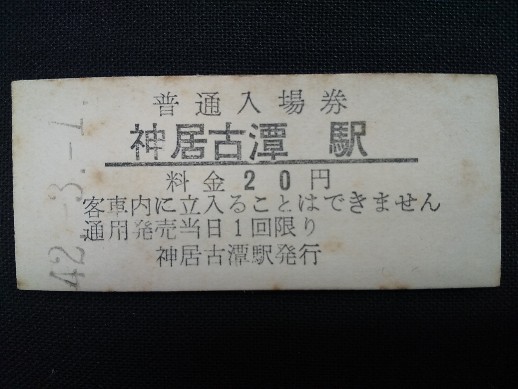 普通入場券
神居古潭 駅
料金20円
客車内に立入ることはできません
通用発売当日1回限り
神居古潭駅発行
42.-3.-1.